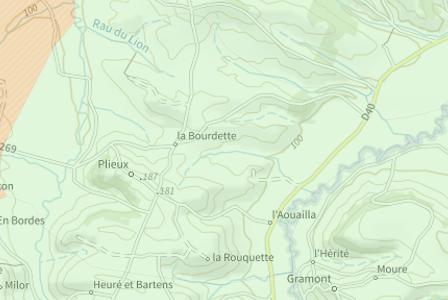 100
Rau du Lion
D40
la Bourdette
100
269
Plieux
187
181
con
En Bordes
l'Aouailla
l'Hérité
la Rouquette
Moure
Gramont
Milor
Heuré et Bartens